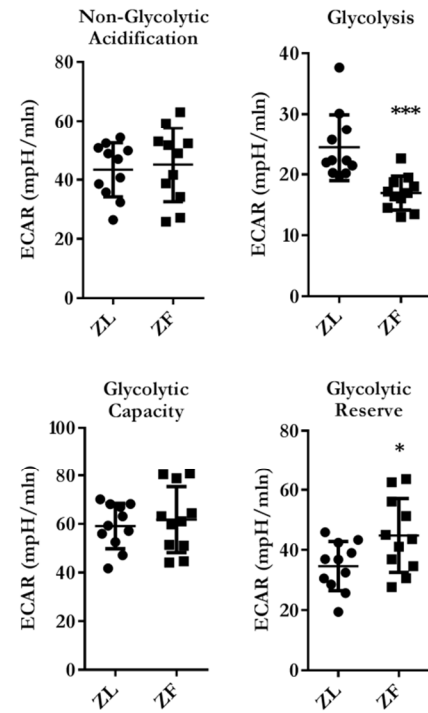 Non-Glycolytic
Acidification
ECAR (mpH/mln)
80
60
40
20
0
ZL
ZF
Glycolysis
ECAR (mpH/mln)
40
30
20
10
0
***
ZL
ZF
Glycolytic
Capacity
ECAR (mpH/mln)
100
80
60
40
20
0
ZL
ZF
Glycolytic
Reserve
ECAR (mpH/mln)
80
60
40
20
0
*
ZL
ZF